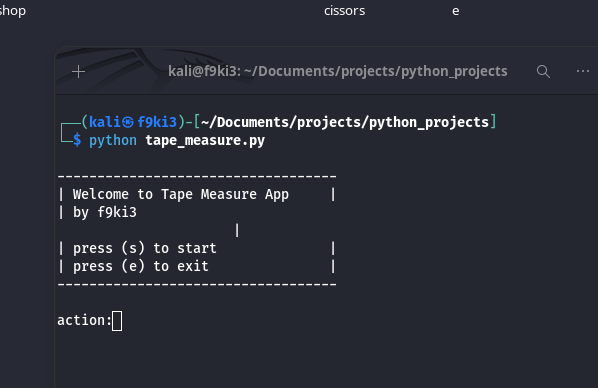 shop cissors e
kali@f9ki3: ~/Documents/projects/python_projects
┌──(kali㉿f9ki3)-[~/Documents/projects/python_projects]
└─$ python tape_measure.py
-----------------------------------
| Welcome to Tape Measure App     |
| by f9ki3
                      |
| press (s) to start              |
| press (e) to exit               |
-----------------------------------
action: